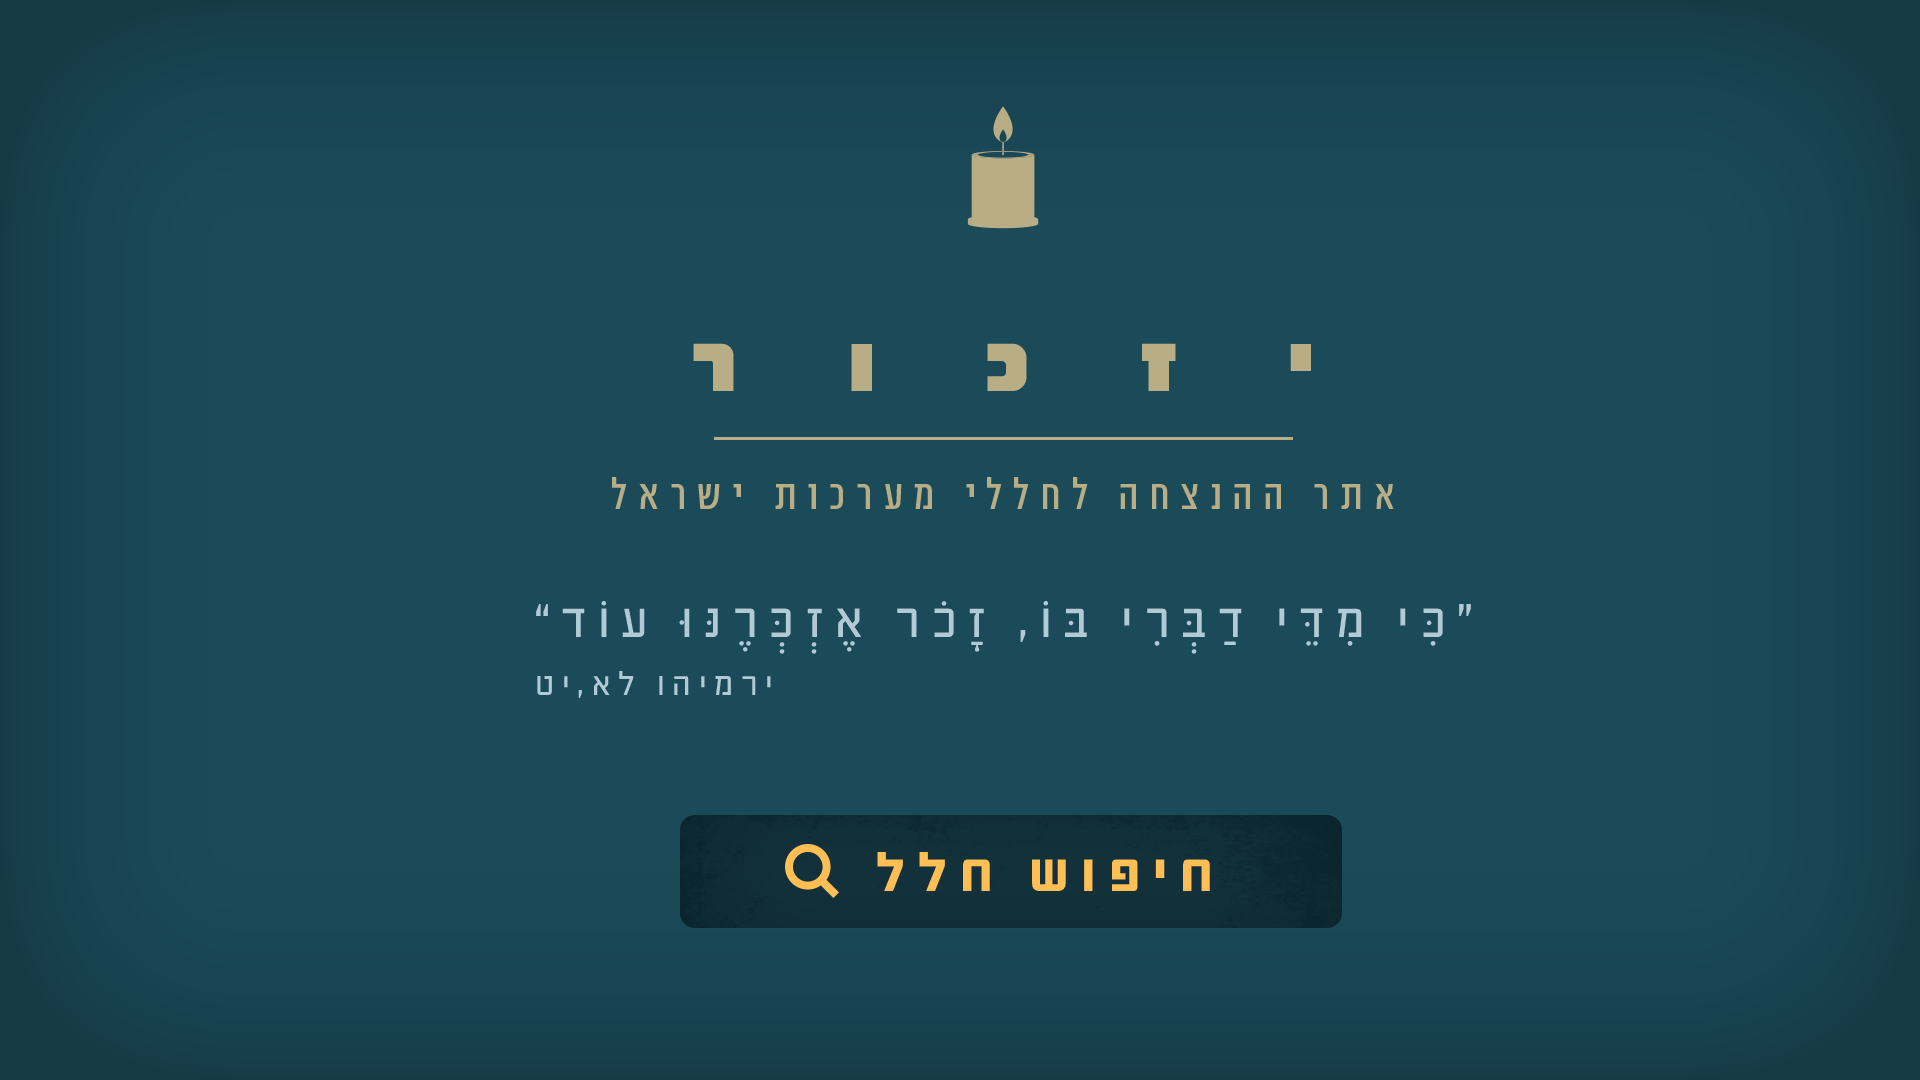 יזכור
אתר ההנצחה לחללי מערכות ישראל
"כִּי מִדֵּי דַבְּרִי בּוֹ, זָכֹר אֶזְכְּרֶנּוּ עוֹד“
ירמיהו לא,יט
חיפוש חלל